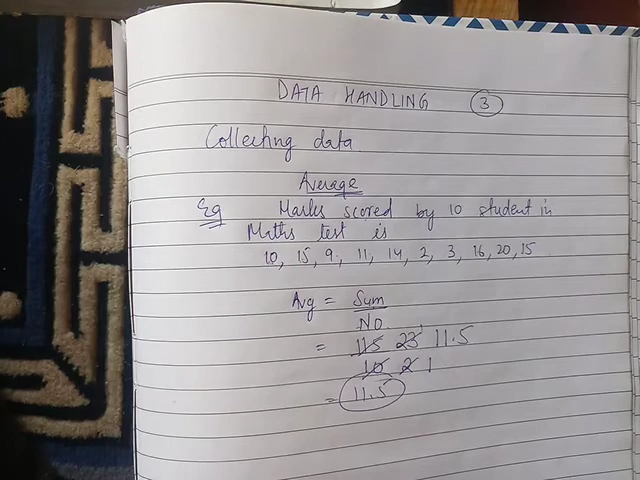 DATA HANDLING 3
Collecting data
Average
Eg Marks scored by 10 student in
Maths test is
10, 15, 9, 11, 14, 2, 3, 16, 20, 15
Avg = Sum
No.
= 115 23 11.5
10 2 1
= 11.5